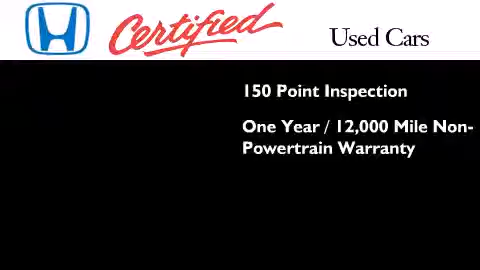 Certified Used Cars
150 Point Inspection
One Year / 12,000 Mile Non-
Powertrain Warranty